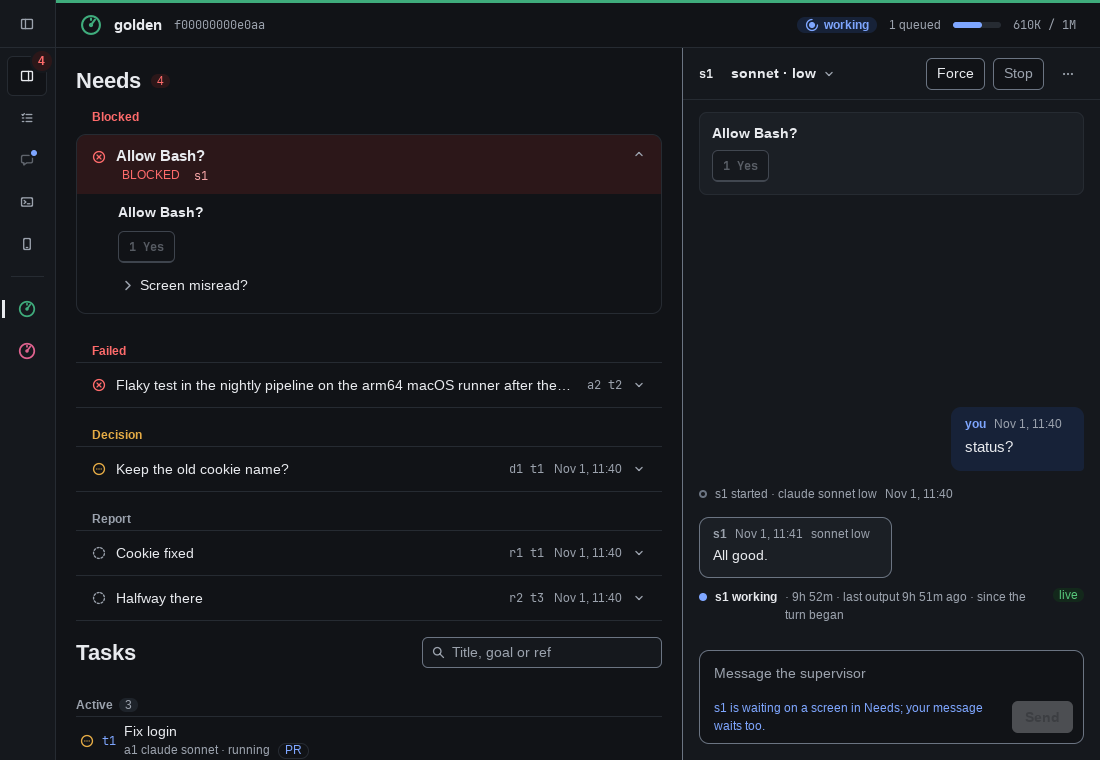 golden f00000000e0aa working 1 queued 610K / 1M
4
Needs 4
Blocked
Allow Bash?
BLOCKED s1
Allow Bash?
1 Yes
Screen misread?
Failed
Flaky test in the nightly pipeline on the arm64 macOS runner after the… a2 t2
Decision
Keep the old cookie name? d1 t1 Nov 1, 11:40
Report
Cookie fixed r1 t1 Nov 1, 11:40
Halfway there r2 t3 Nov 1, 11:40
Tasks Title, goal or ref
Active 3
t1 Fix login
a1 claude sonnet · running PR
s1 sonnet · low Force Stop ···
Allow Bash?
1 Yes
you Nov 1, 11:40
status?
s1 started · claude sonnet low Nov 1, 11:40
s1 Nov 1, 11:41 sonnet low
All good.
s1 working · 9h 52m · last output 9h 51m ago · since the live
turn began
Message the supervisor
s1 is waiting on a screen in Needs; your message
waits too.
Send